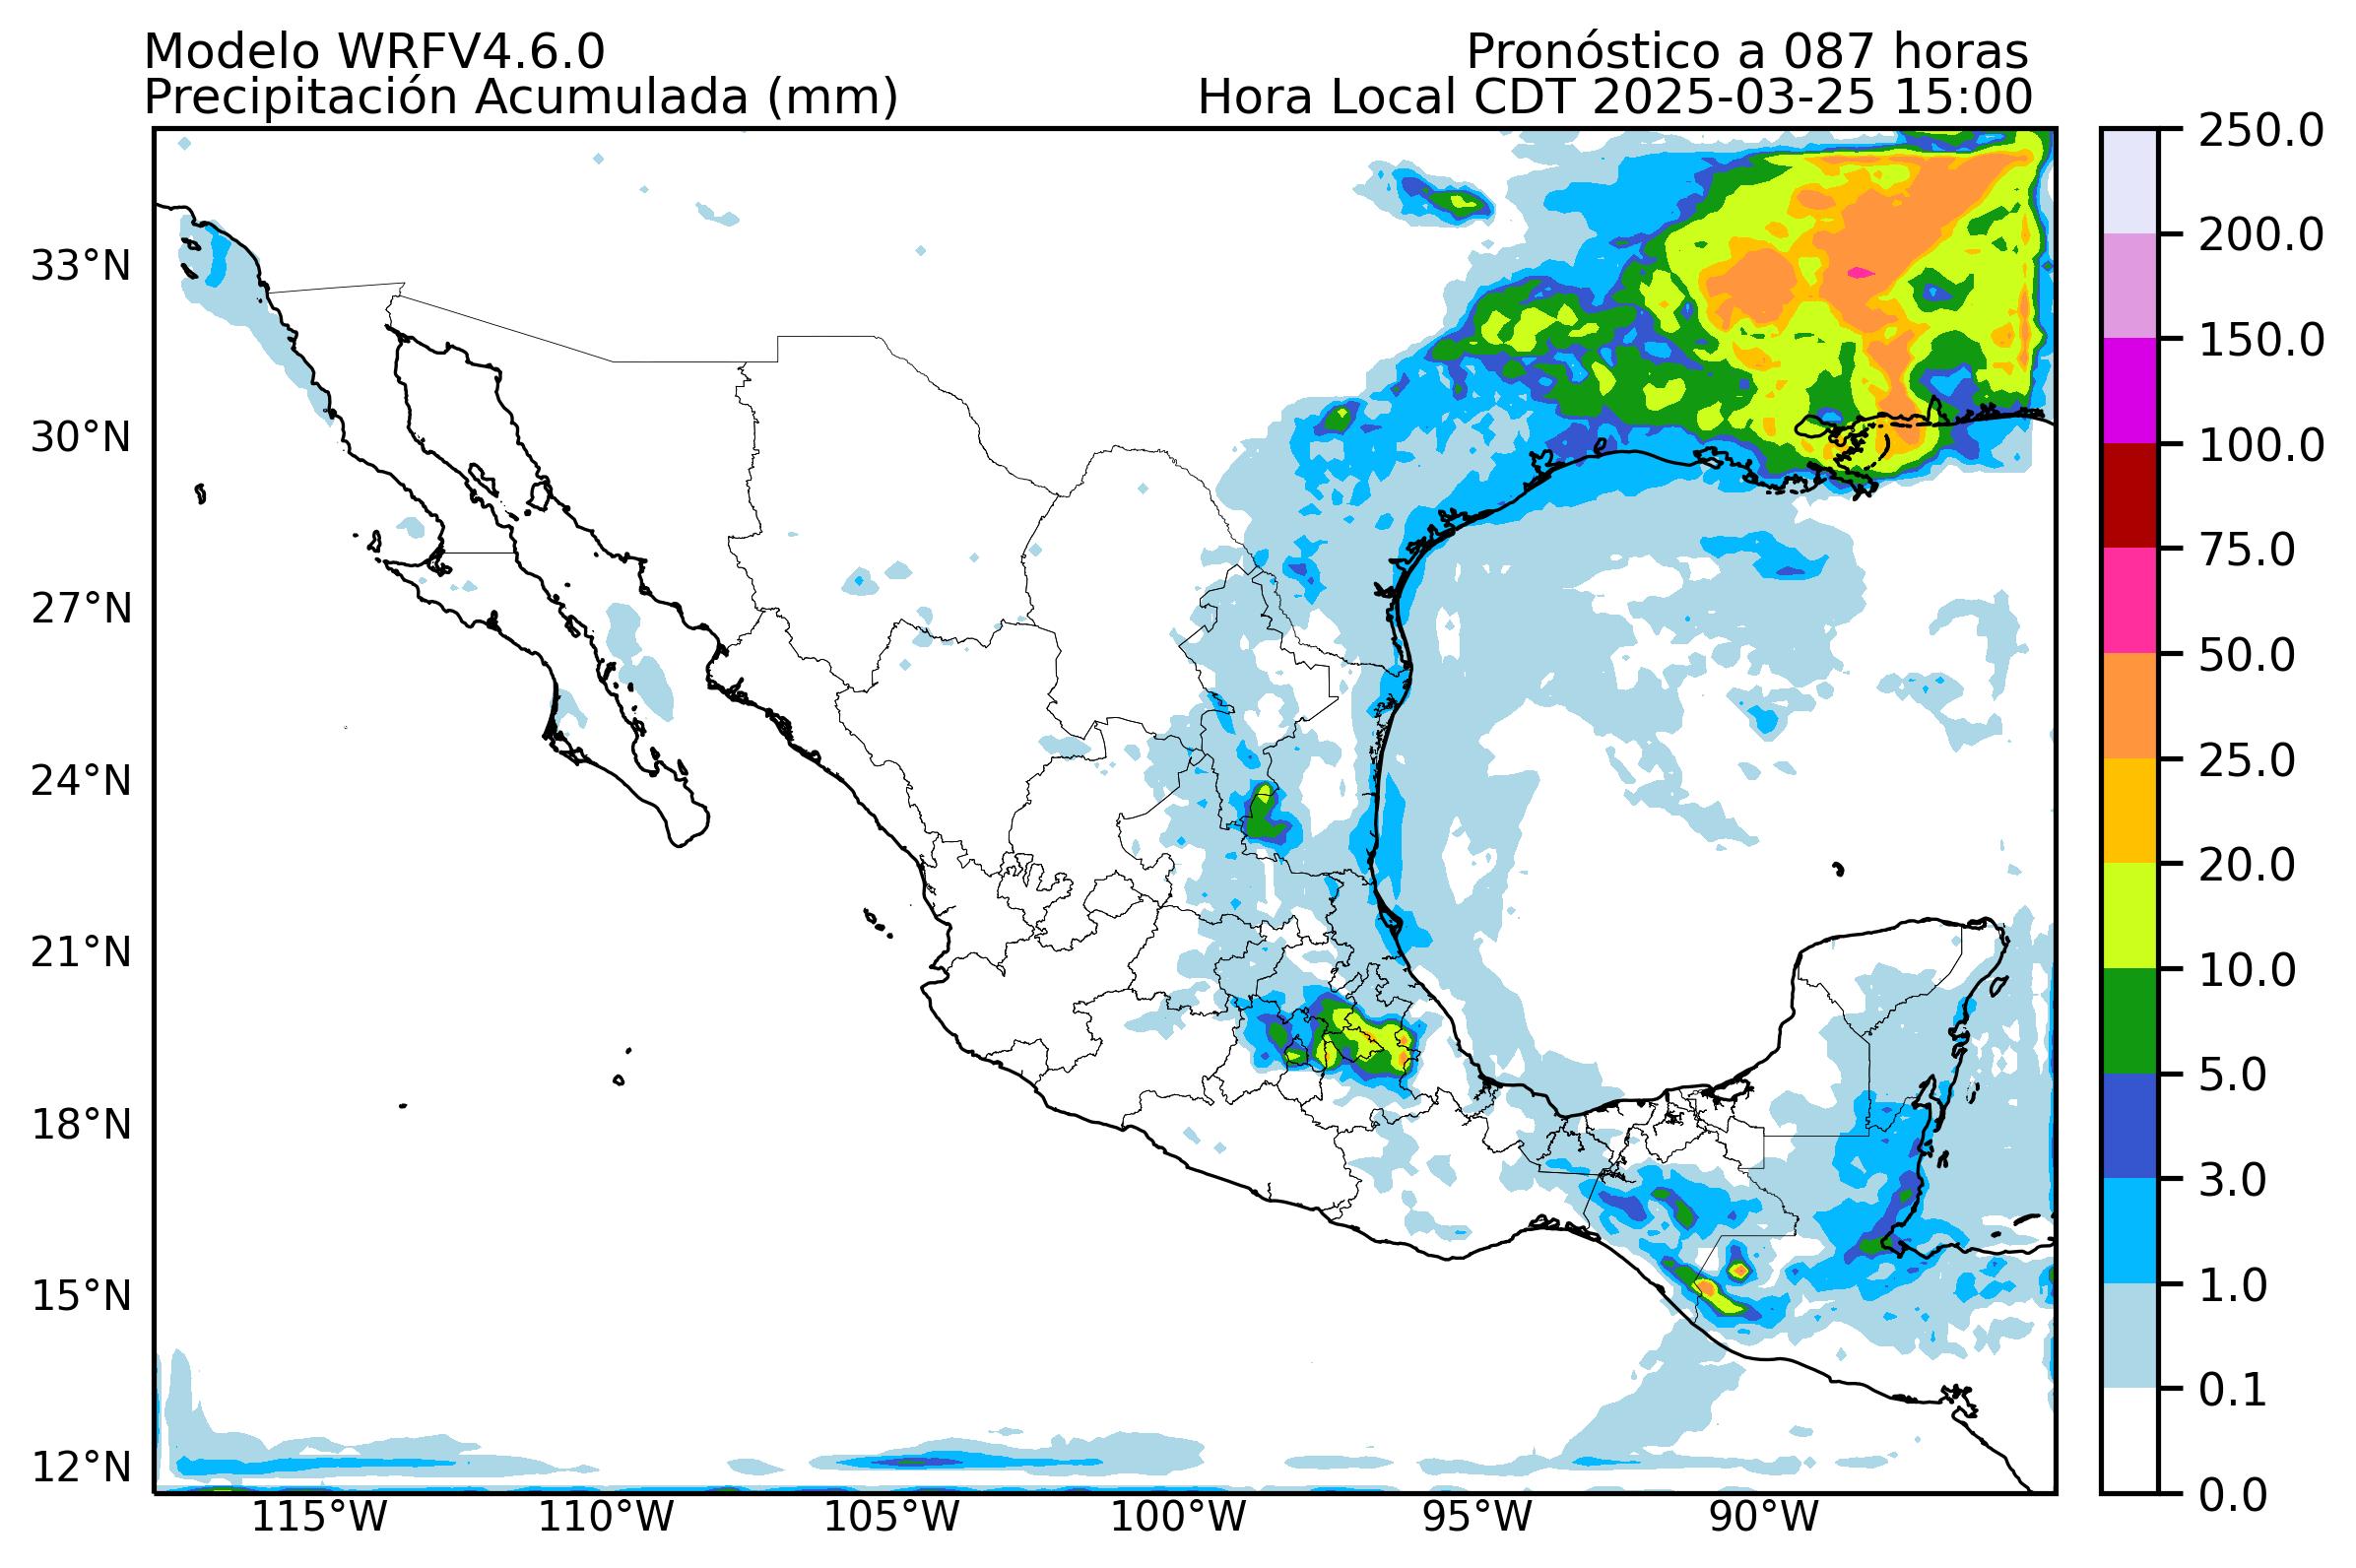 Modelo WRFV4.6.0
Pronóstico a 087 horas
Precipitación Acumulada (mm)
Hora Local CDT 2025-03-25 15:00
33°N
30°N
27°N
24°N
21°N
18°N
15°N
12°N
115°W
110°W
105°W
100°W
95°W
90°W
250.0
200.0
150.0
100.0
75.0
50.0
25.0
20.0
10.0
5.0
3.0
1.0
0.1
0.0